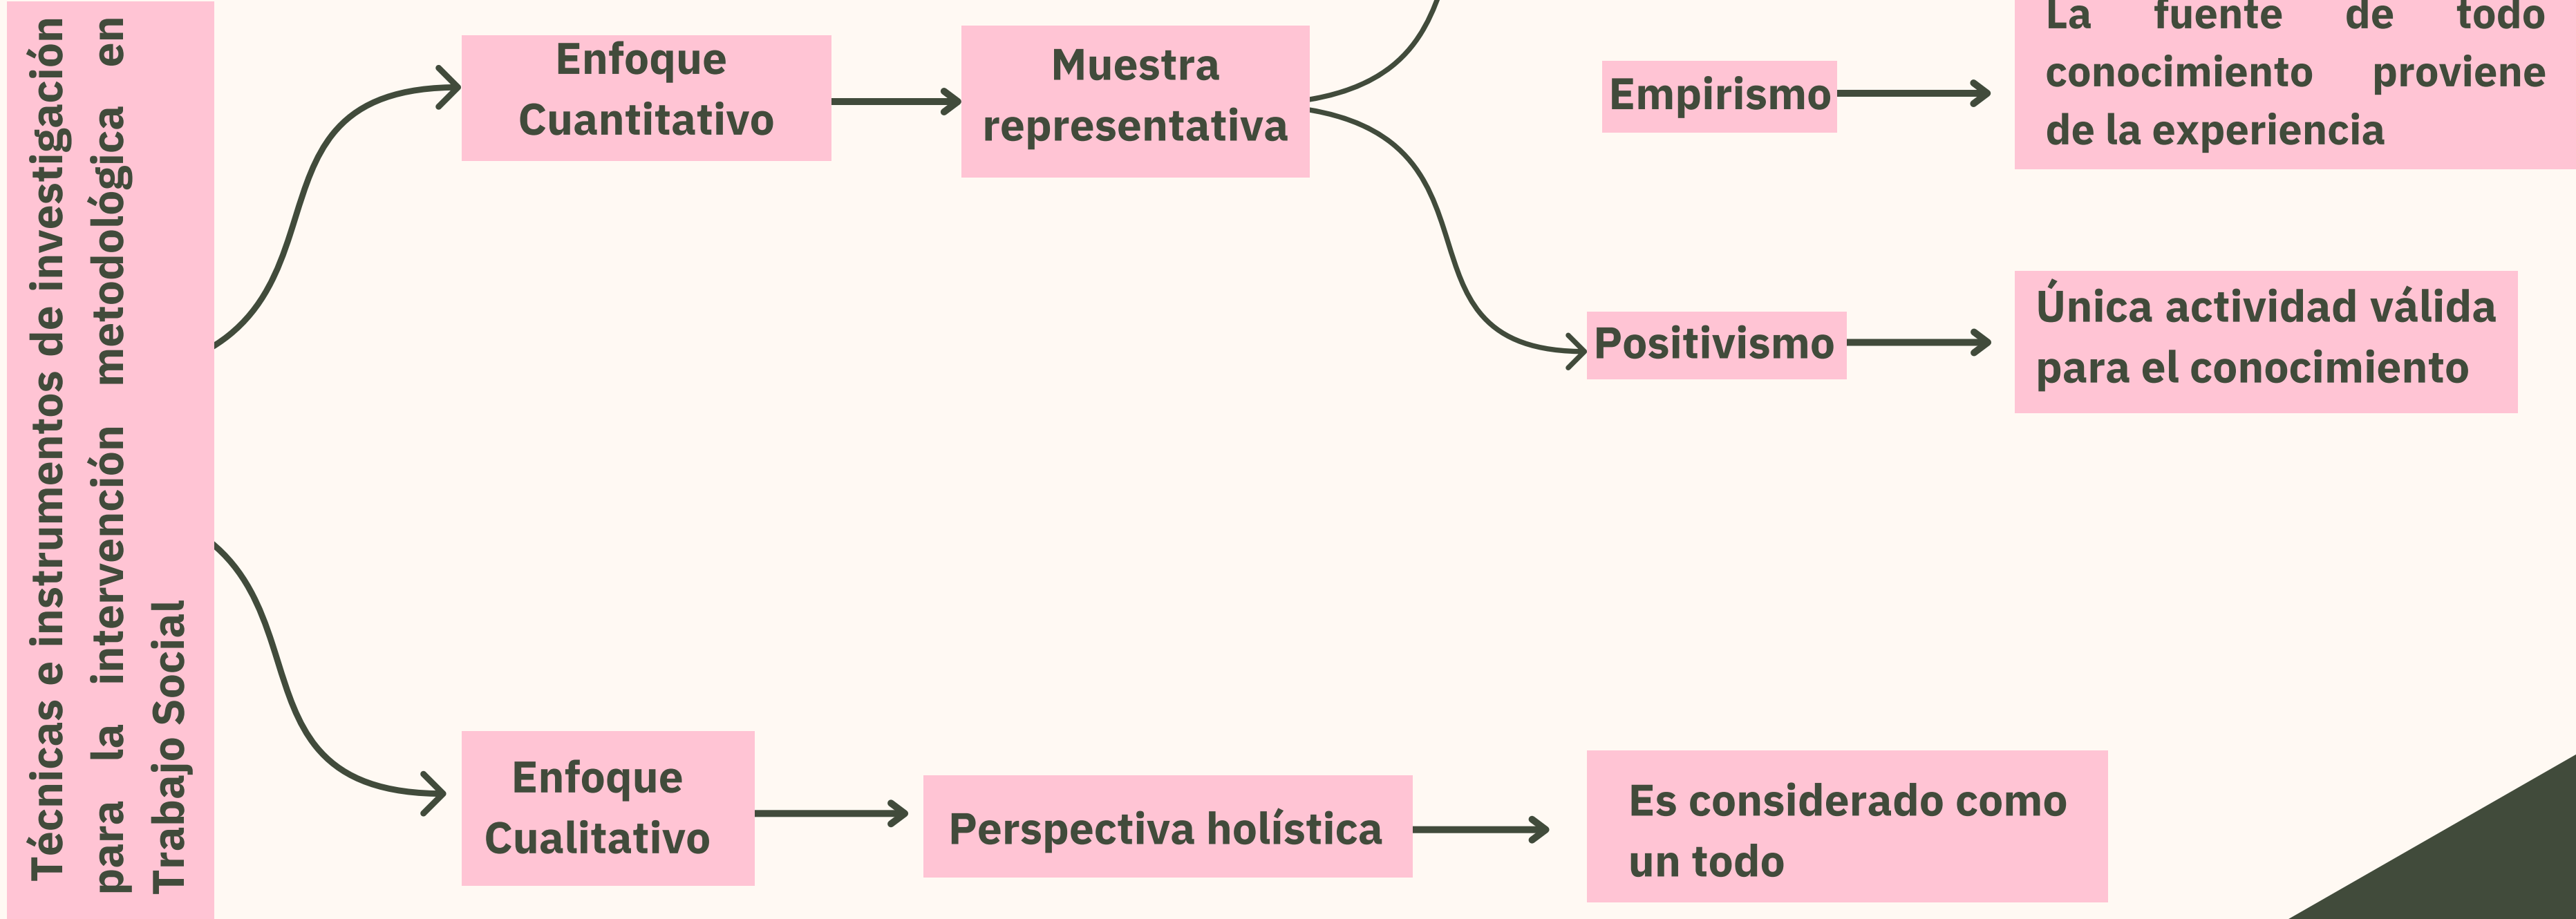 Técnicas e instrumentos de investigación
para la intervención metodológica en
Trabajo Social
Enfoque
Cuantitativo
Muestra
representativa
Empirismo
La fuente de todo
conocimiento proviene
de la experiencia
Positivismo
Única actividad válida
para el conocimiento
Enfoque
Cualitativo
Perspectiva holística
Es considerado como
un todo